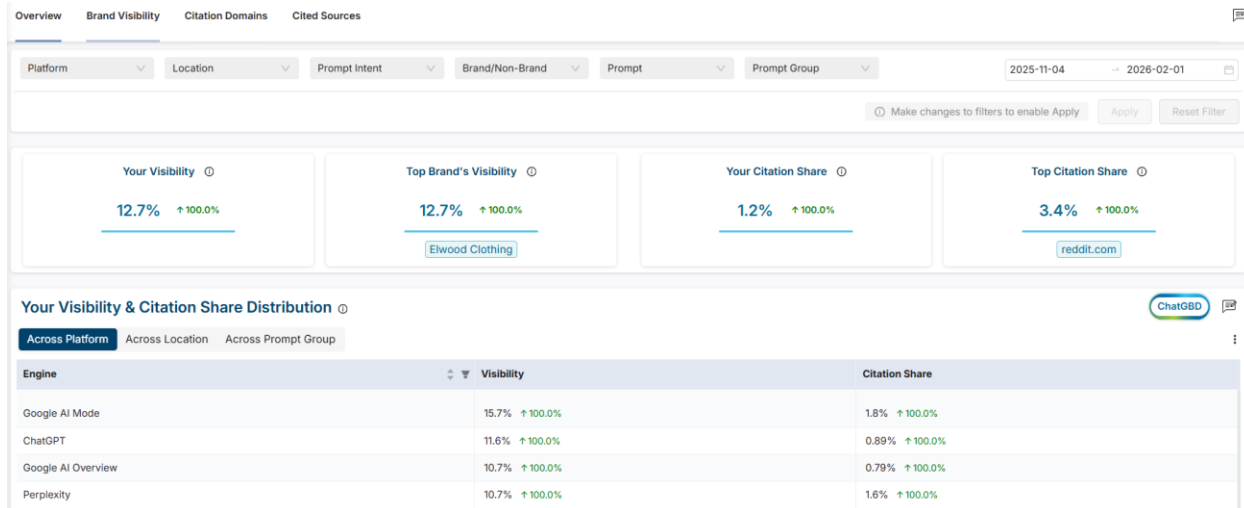 Overview Brand Visibility Citation Domains Cited Sources
Platform Location Prompt Intent Brand/Non-Brand Prompt Prompt Group 2025-11-04 → 2026-02-01
Make changes to filters to enable Apply Apply Reset Filter
Your Visibility Top Brand's Visibility Your Citation Share Top Citation Share
12.7% ↑100.0% 12.7% ↑100.0% 1.2% ↑100.0% 3.4% ↑100.0%
Elwood Clothing reddit.com
Your Visibility & Citation Share Distribution ChatGBD
Across Platform Across Location Across Prompt Group
Engine Visibility Citation Share
Google AI Mode 15.7% ↑100.0% 1.8% ↑100.0%
ChatGPT 11.6% ↑100.0% 0.89% ↑100.0%
Google AI Overview 10.7% ↑100.0% 0.79% ↑100.0%
Perplexity 10.7% ↑100.0% 1.6% ↑100.0%